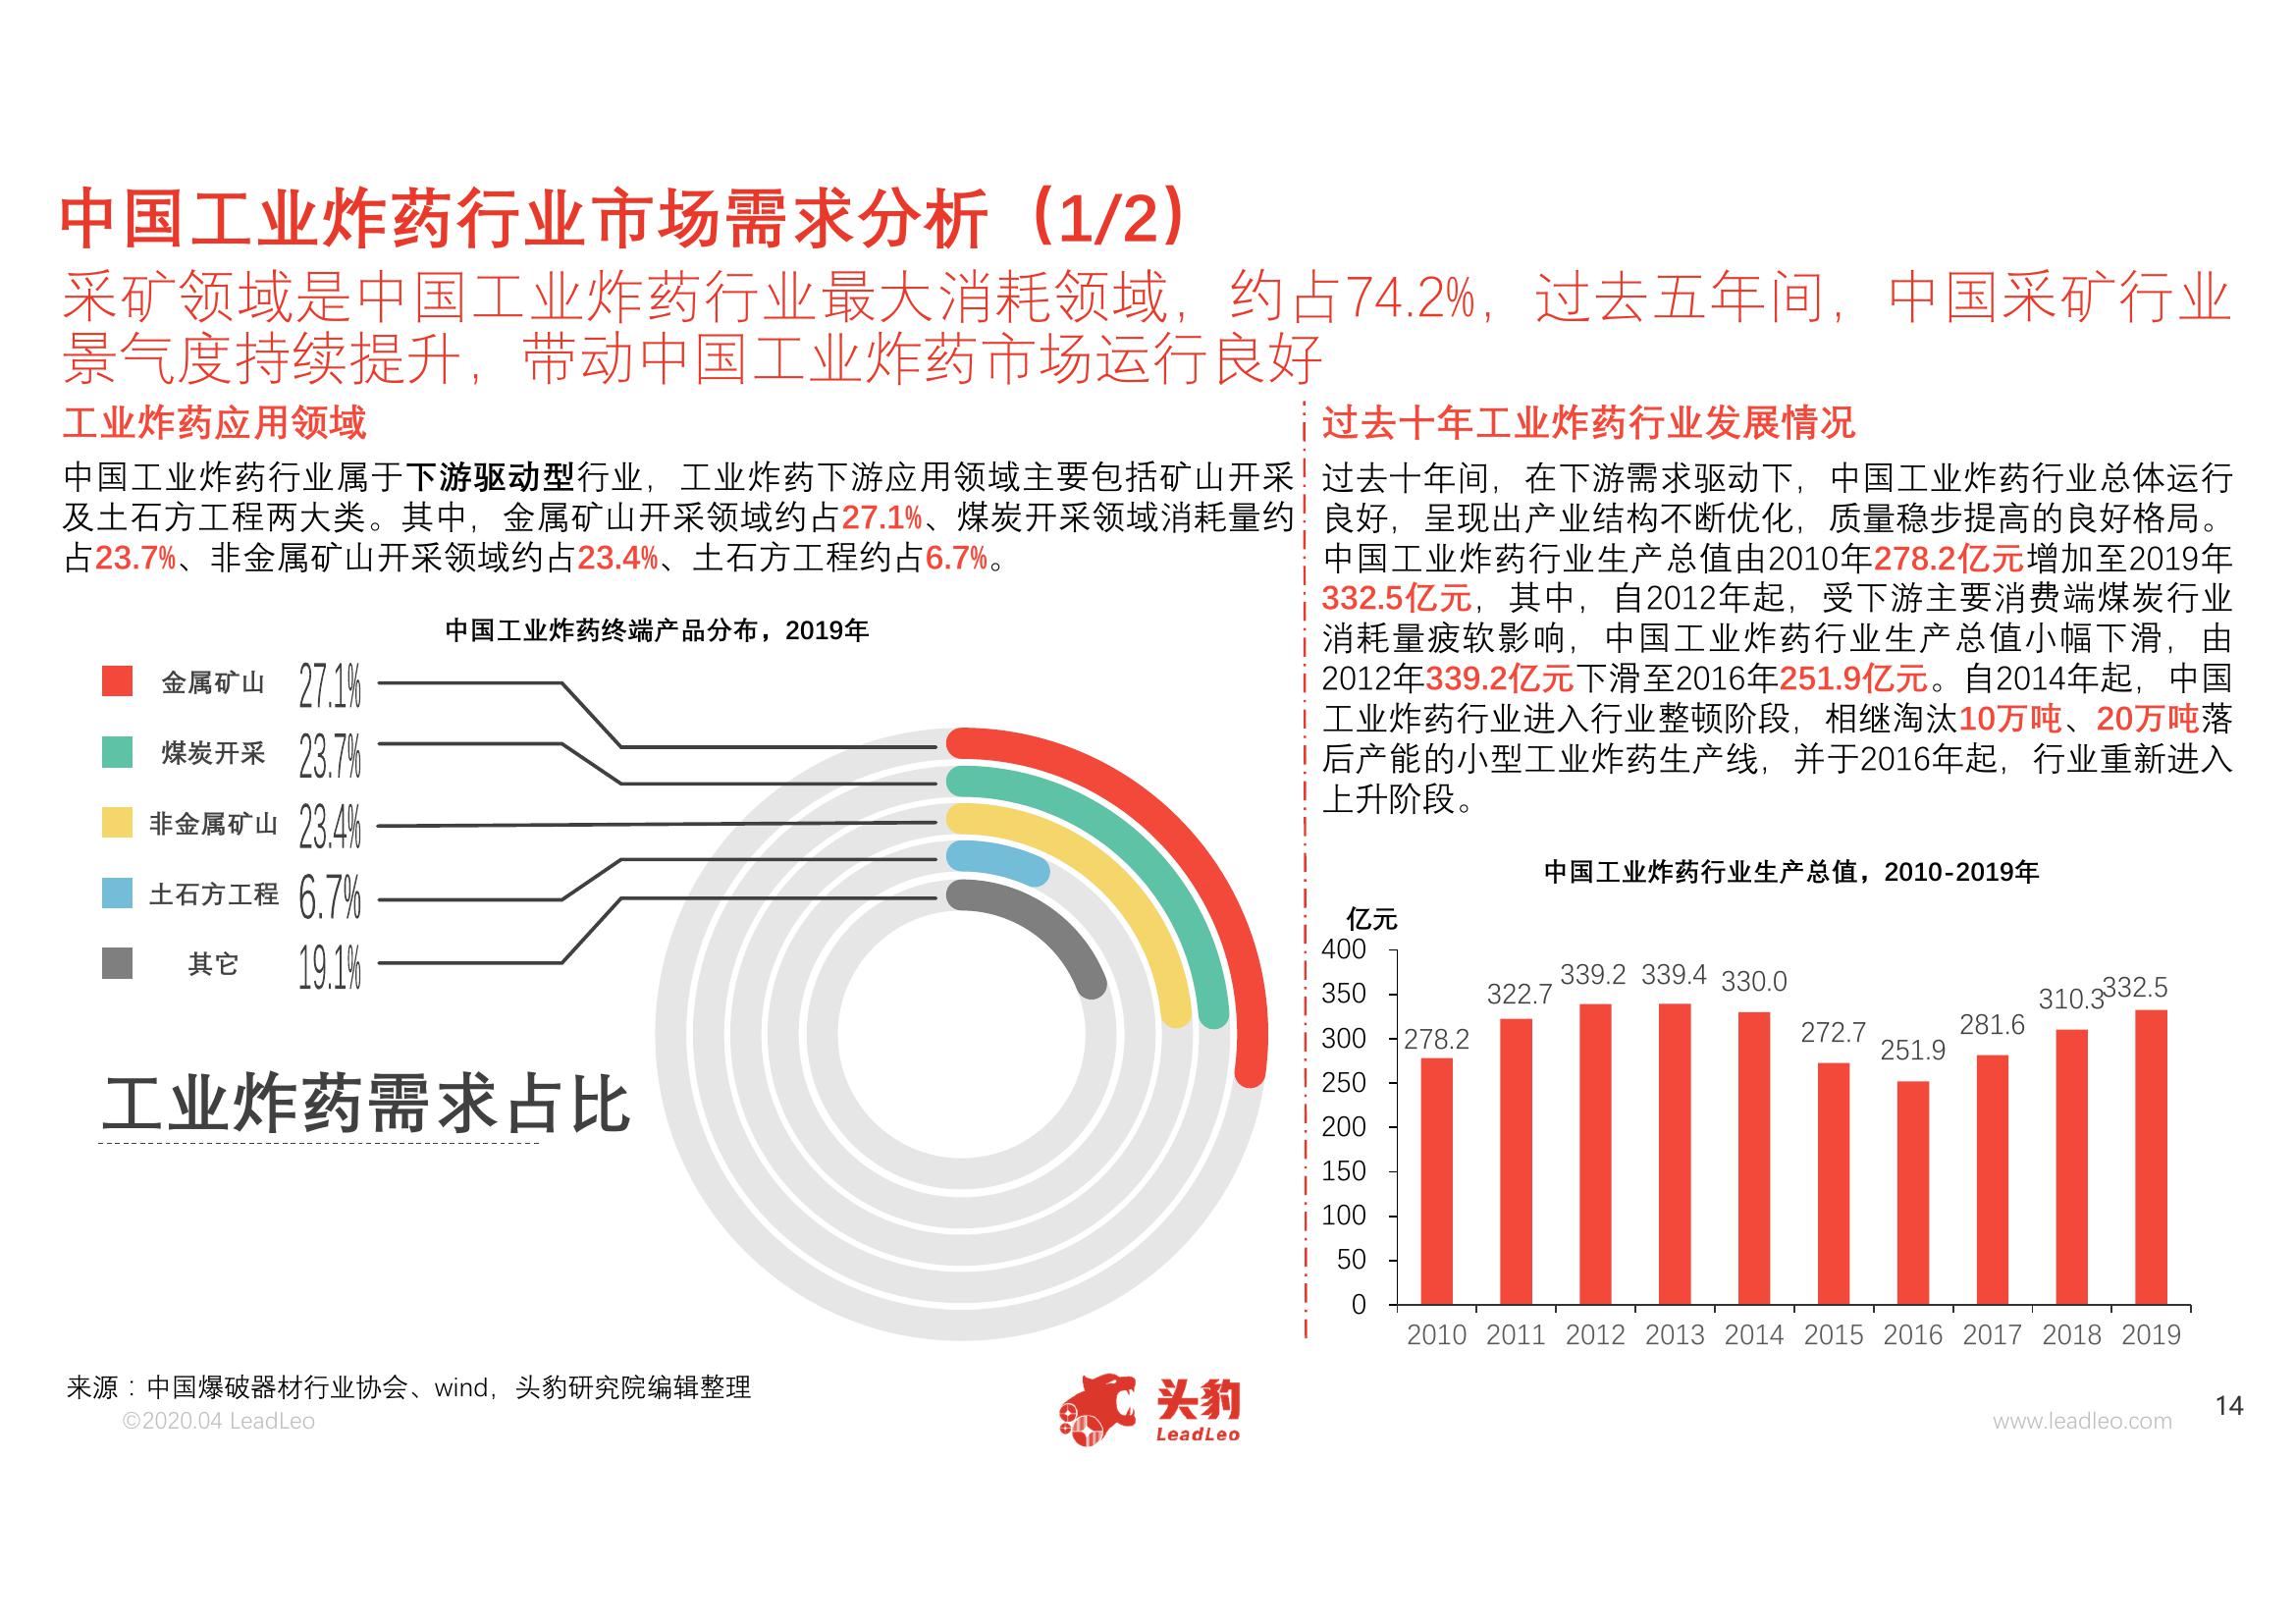 中国工业炸药行业市场需求分析（1/2）
采矿领域是中国工业炸药行业最大消耗领域，约占74.2%，过去五年间，中国采矿行业
景气度持续提升，带动中国工业炸药市场运行良好
工业炸药应用领域
中国工业炸药行业属于下游驱动型行业，工业炸药下游应用领域主要包括矿山开采
及土石方工程两大类。其中，金属矿山开采领域约占27.1%、煤炭开采领域消耗量约
占23.7%、非金属矿山开采领域约占23.4%、土石方工程约占6.7%。
中国工业炸药终端产品分布，2019年
金属矿山 27.1%
煤炭开采 23.7%
非金属矿山 23.4%
土石方工程 6.7%
其它 19.1%
工业炸药需求占比
过去十年工业炸药行业发展情况
过去十年间，在下游需求驱动下，中国工业炸药行业总体运行
良好，呈现出产业结构不断优化，质量稳步提高的良好格局。
中国工业炸药行业生产总值由2010年278.2亿元增加至2019年
332.5亿元，其中，自2012年起，受下游主要消费端煤炭行业
消耗量疲软影响，中国工业炸药行业生产总值小幅下滑，由
2012年339.2亿元下滑至2016年251.9亿元。自2014年起，中国
工业炸药行业进入行业整顿阶段，相继淘汰10万吨、20万吨落
后产能的小型工业炸药生产线，并于2016年起，行业重新进入
上升阶段。
中国工业炸药行业生产总值，2010-2019年
亿元
400
350
300
250
200
150
100
50
0
278.2
322.7
339.2
339.4
330.0
272.7
251.9
281.6
310.3
332.5
2010 2011 2012 2013 2014 2015 2016 2017 2018 2019
来源：中国爆破器材行业协会、wind，头豹研究院编辑整理
©2020.04 LeadLeo
头豹
LeadLeo
www.leadleo.com
14